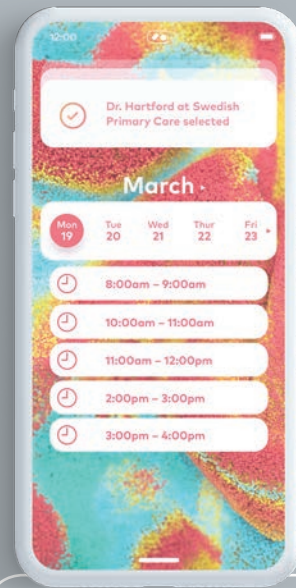 12:00
Dr. Hartford at Swedish
Primary Care selected
March
Mon Tue Wed Thur Fri
19 20 21 22 23
8:00am – 9:00am
10:00am – 11:00am
11:00am – 12:00pm
2:00pm – 3:00pm
3:00pm – 4:00pm